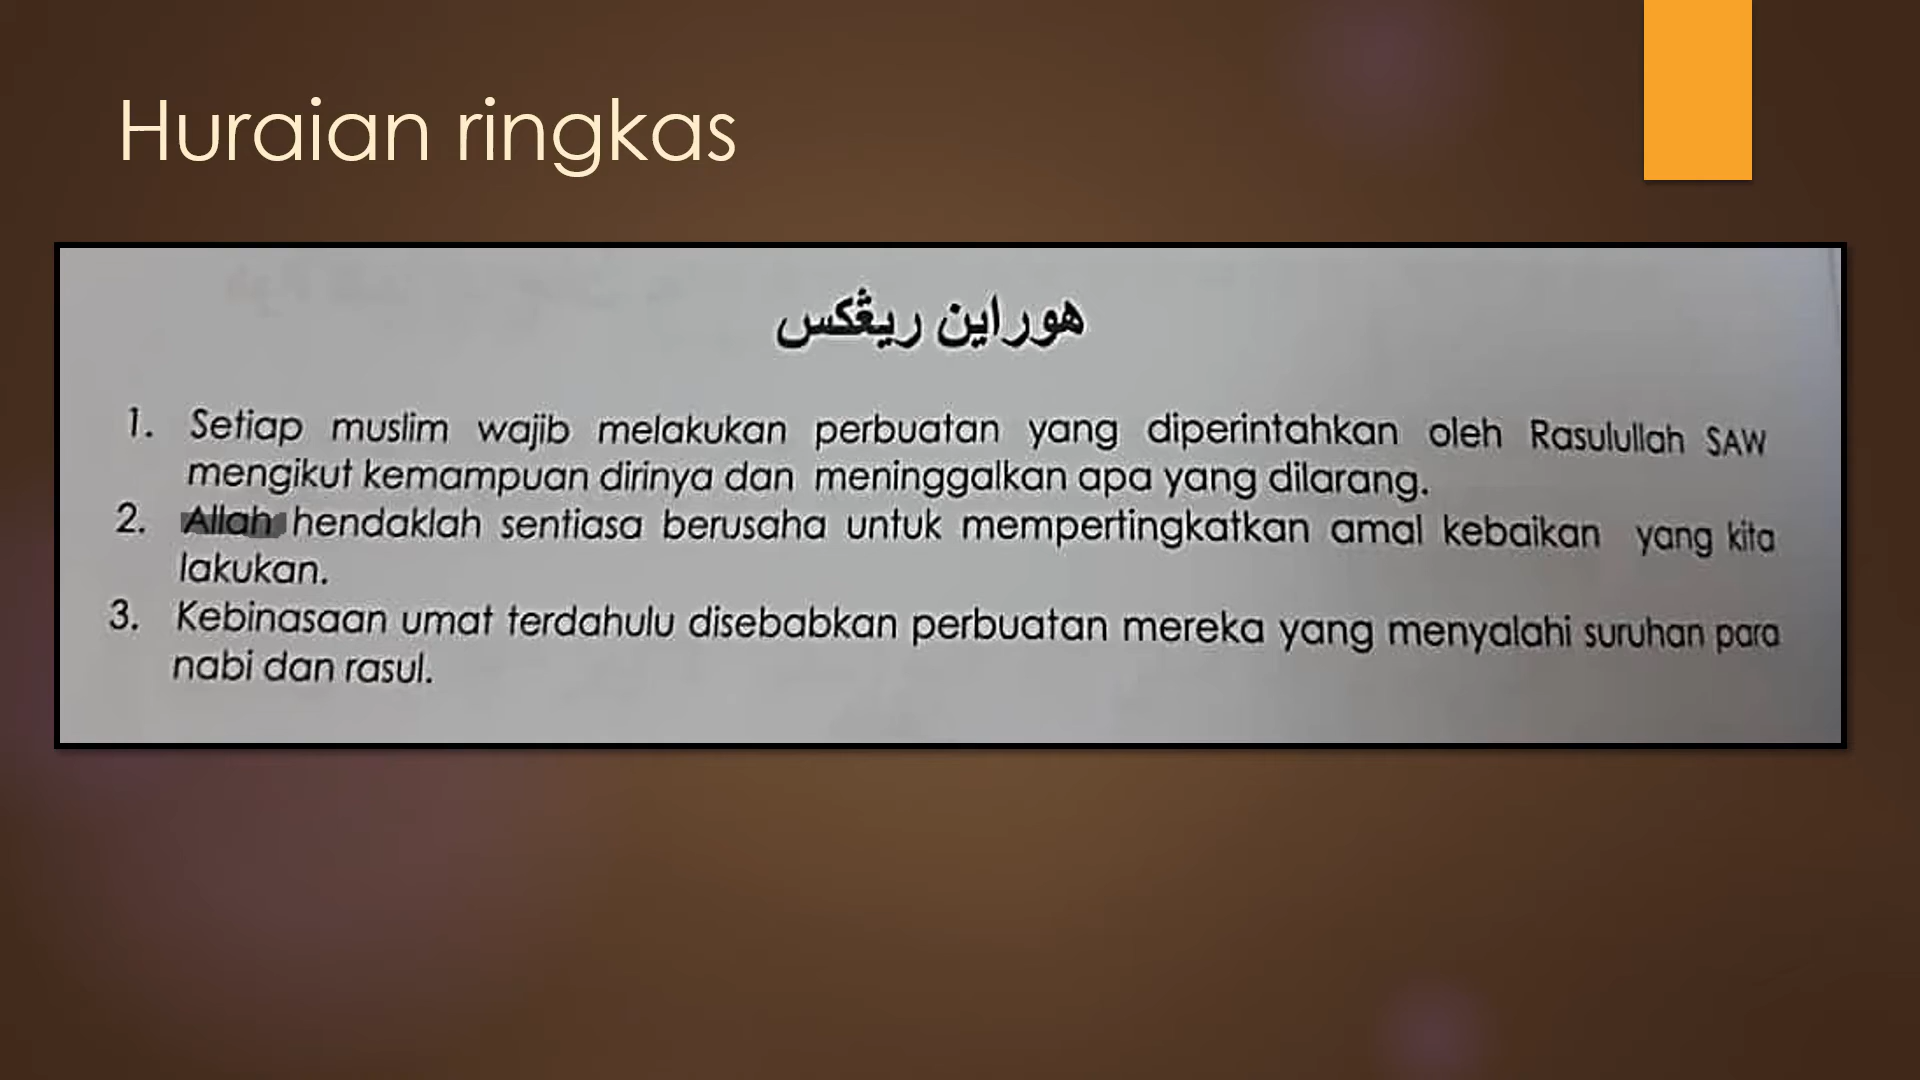 Huraian ringkas
هوراين ريڠکس
1. Setiap muslim wajib melakukan perbuatan yang diperintahkan oleh Rasulullah SAW
mengikut kemampuan dirinya dan meninggalkan apa yang dilarang.
2. Allah hendaklah sentiasa berusaha untuk mempertingkatkan amal kebaikan yang kita
lakukan.
3. Kebinasaan umat terdahulu disebabkan perbuatan mereka yang menyalahi suruhan para
nabi dan rasul.